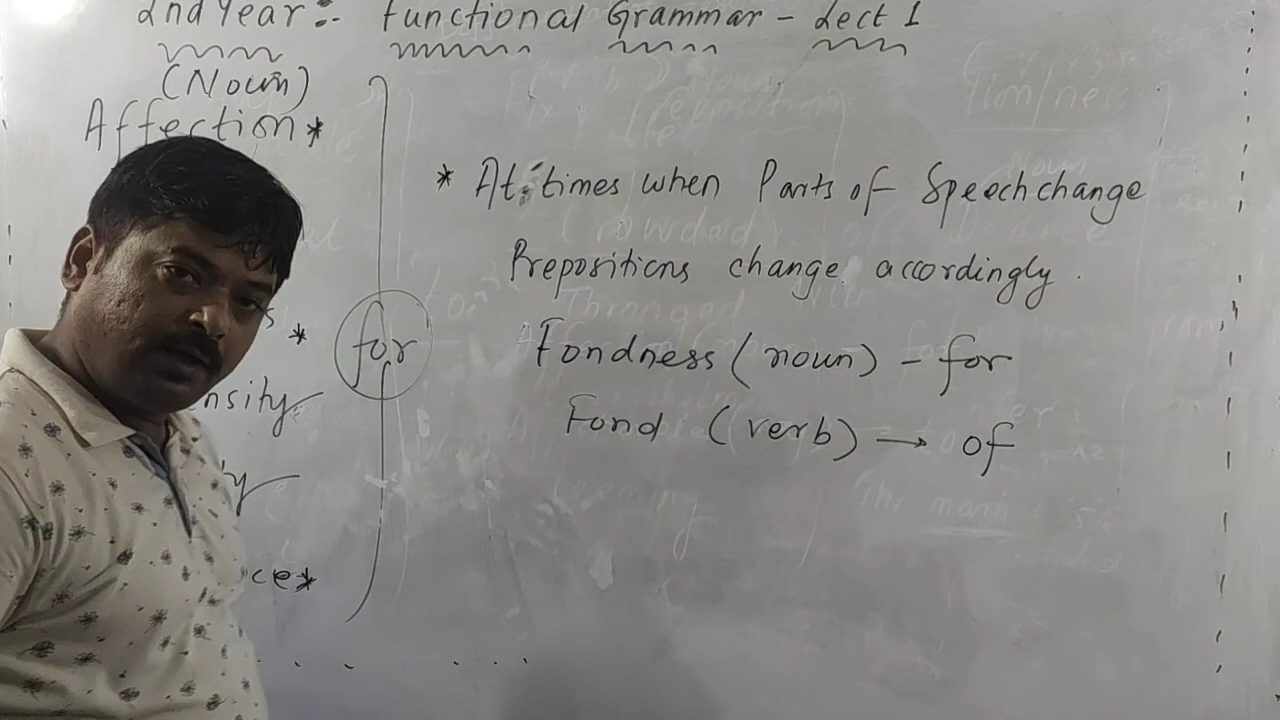 2nd Year :- Functional Grammar - Lect 1
(Noun)
Affection *
for
* At times when Parts of Speech change
Prepositions change accordingly.
Fondness (noun) - for
Fond (verb) → of